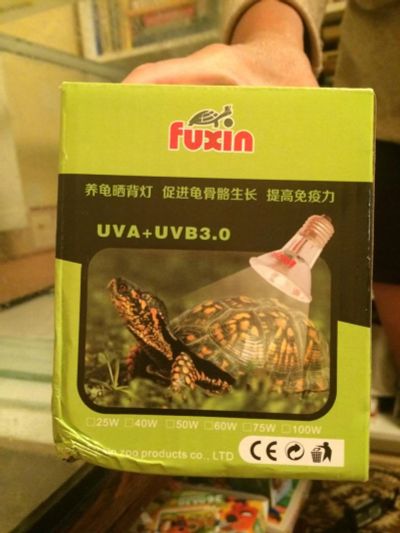 fuxin
养龟晒背灯 促进龟骨骼生长 提高免疫力
UVA+UVB3.0
□25W □40W □50W □60W □75W □100W
zoo products co., LTD
CE